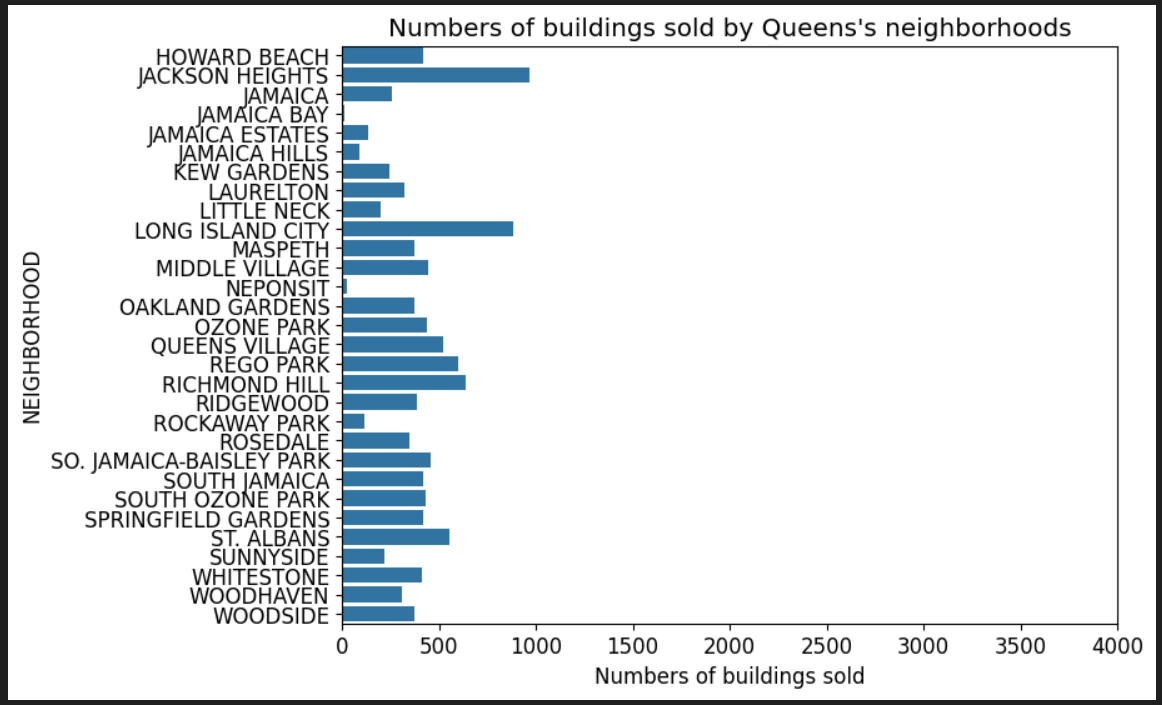 Numbers of buildings sold by Queens's neighborhoods
HOWARD BEACH
JACKSON HEIGHTS
JAMAICA
JAMAICA BAY
JAMAICA ESTATES
JAMAICA HILLS
KEW GARDENS
LAURELTON
LITTLE NECK
LONG ISLAND CITY
MASPETH
MIDDLE VILLAGE
NEPONSIT
OAKLAND GARDENS
OZONE PARK
QUEENS VILLAGE
REGO PARK
RICHMOND HILL
RIDGEWOOD
ROCKAWAY PARK
ROSEDALE
SO. JAMAICA-BAISLEY PARK
SOUTH JAMAICA
SOUTH OZONE PARK
SPRINGFIELD GARDENS
ST. ALBANS
SUNNYSIDE
WHITESTONE
WOODHAVEN
WOODSIDE
NEIGHBORHOOD
0 500 1000 1500 2000 2500 3000 3500 4000
Numbers of buildings sold